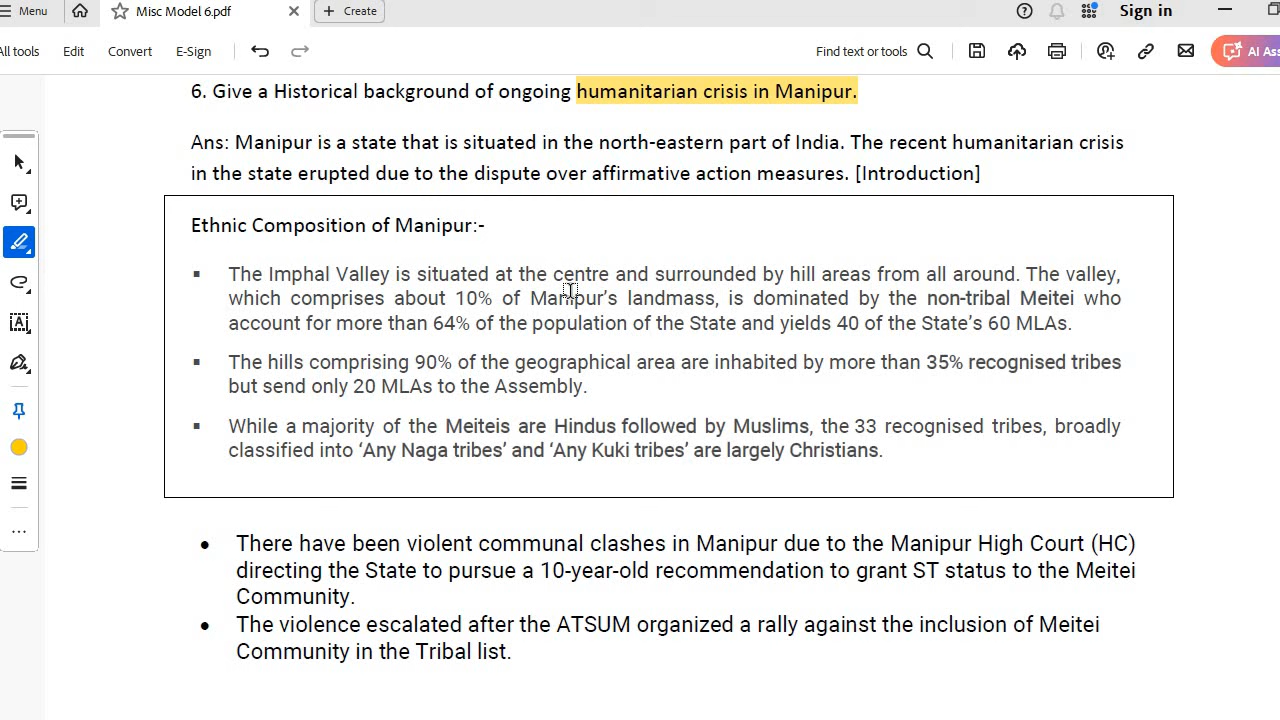 Menu
Misc Model 6.pdf
Create
Sign in
All tools
Edit
Convert
E-Sign
Find text or tools
AI Ass
6. Give a Historical background of ongoing humanitarian crisis in Manipur.
Ans: Manipur is a state that is situated in the north-eastern part of India. The recent humanitarian crisis
in the state erupted due to the dispute over affirmative action measures. [Introduction]
Ethnic Composition of Manipur:-
▪ The Imphal Valley is situated at the centre and surrounded by hill areas from all around. The valley,
which comprises about 10% of Manipur’s landmass, is dominated by the non-tribal Meitei who
account for more than 64% of the population of the State and yields 40 of the State’s 60 MLAs.
▪ The hills comprising 90% of the geographical area are inhabited by more than 35% recognised tribes
but send only 20 MLAs to the Assembly.
▪ While a majority of the Meiteis are Hindus followed by Muslims, the 33 recognised tribes, broadly
classified into ‘Any Naga tribes’ and ‘Any Kuki tribes’ are largely Christians.
• There have been violent communal clashes in Manipur due to the Manipur High Court (HC)
directing the State to pursue a 10-year-old recommendation to grant ST status to the Meitei
Community.
• The violence escalated after the ATSUM organized a rally against the inclusion of Meitei
Community in the Tribal list.